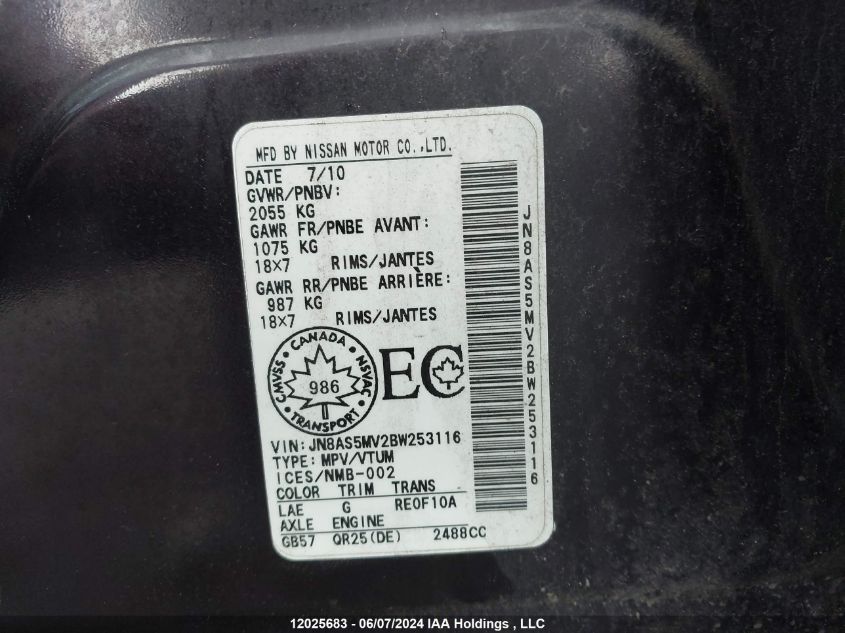 MFD BY NISSAN MOTOR CO.,LTD.
DATE 7/10
GVWR/PNBV:
2055 KG
GAWR FR/PNBE AVANT:
1075 KG
18×7 RIMS/JANTES
GAWR RR/PNBE ARRIÈRE:
987 KG
18×7 RIMS/JANTES
CANADA
CMVSS NSVAC
986
TRANSPORT
EC
VIN:JN8AS5MV2BW253116
TYPE:MPV/VTUM
ICES/NMB-002
COLOR TRIM TRANS
LAE G RE0F10A
AXLE ENGINE
GB57 QR25(DE) 2488CC
JN8AS5MV2BW253116
12025683 - 06/07/2024 IAA Holdings , LLC